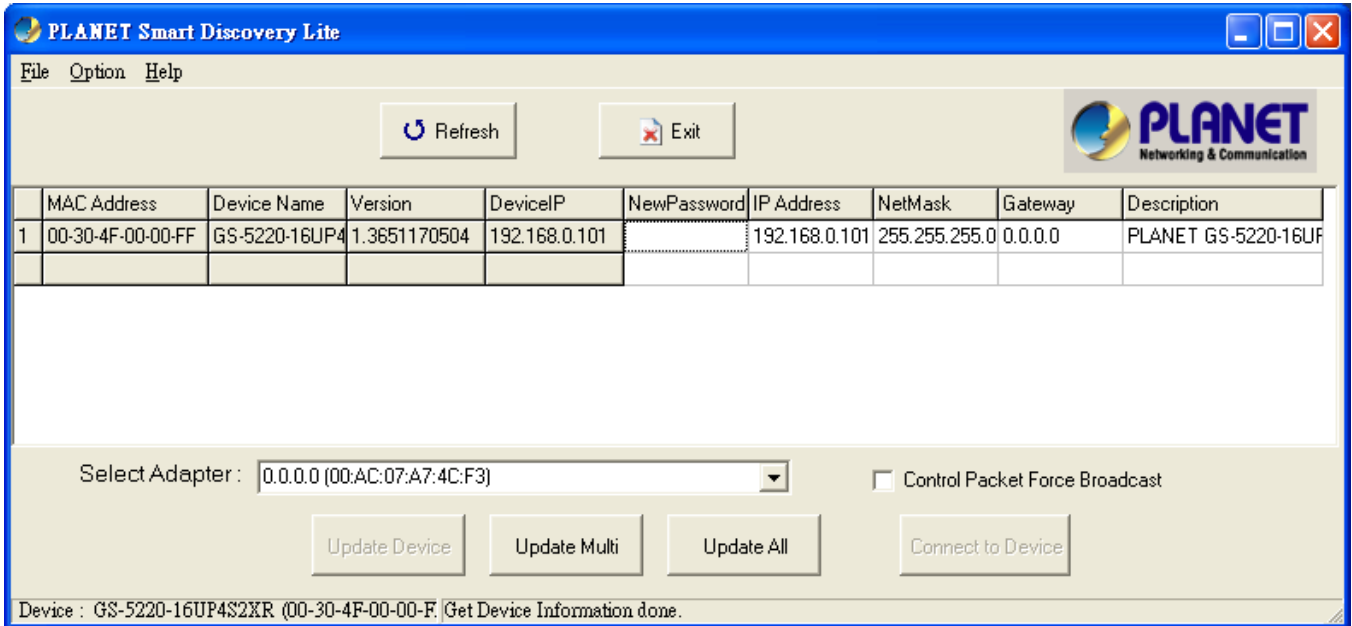 PLANET Smart Discovery Lite
File Option Help
Refresh Exit
PLANET
Networking & Communication
MAC Address Device Name Version DeviceIP NewPassword IP Address NetMask Gateway Description
1 00-30-4F-00-00-FF GS-5220-16UP4 1.3651170504 192.168.0.101 192.168.0.101 255.255.255.0 0.0.0.0 PLANET GS-5220-16UF
Select Adapter : 0.0.0.0 (00:AC:07:A7:4C:F3) Control Packet Force Broadcast
Update Device Update Multi Update All Connect to Device
Device : GS-5220-16UP4S2XR (00-30-4F-00-00-F Get Device Information done.